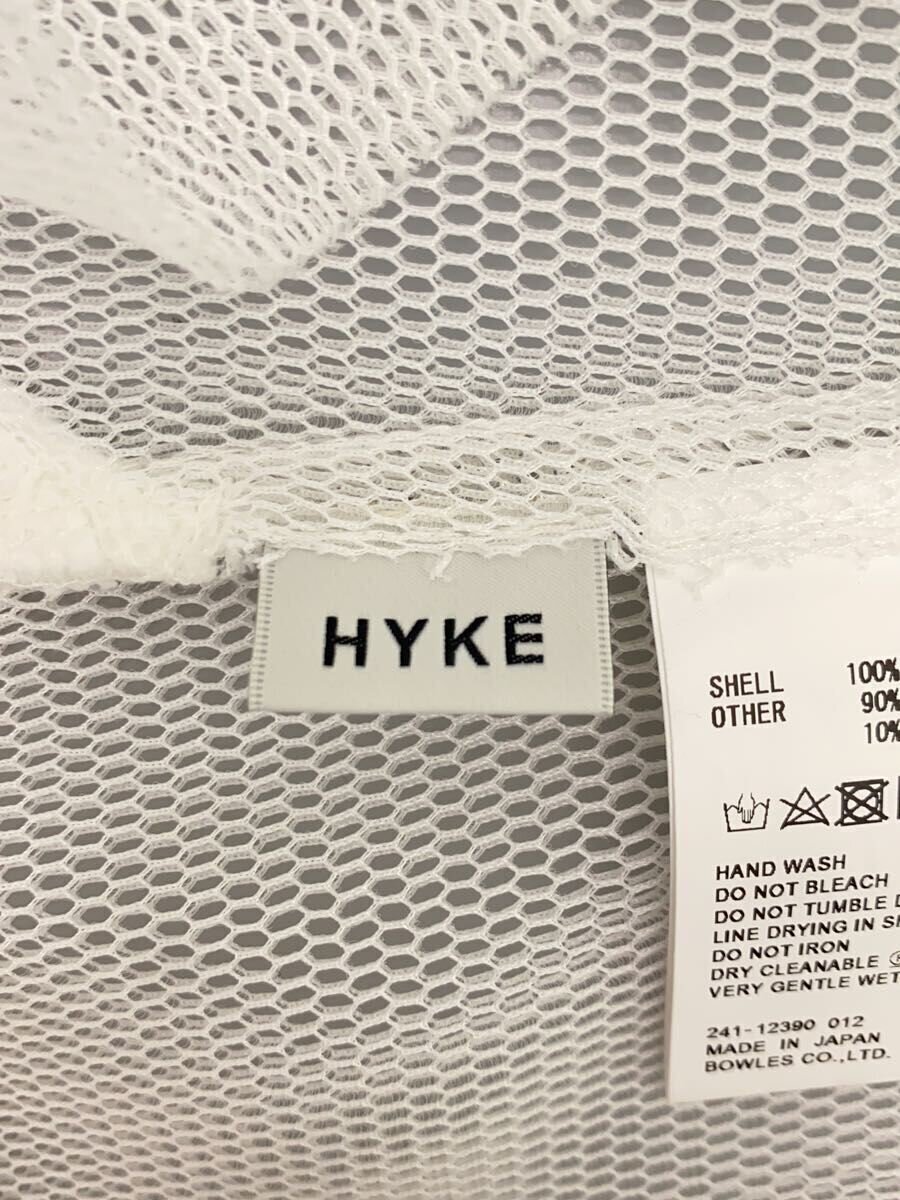 HYKE
SHELL 100%
OTHER 90%
10%
HAND WASH
DO NOT BLEACH
DO NOT TUMBLE
LINE DRYING IN
DO NOT IRON
DRY CLEANABLE
VERY GENTLE WET
241-12390 012
MADE IN JAPAN
BOWLES CO.,LTD.